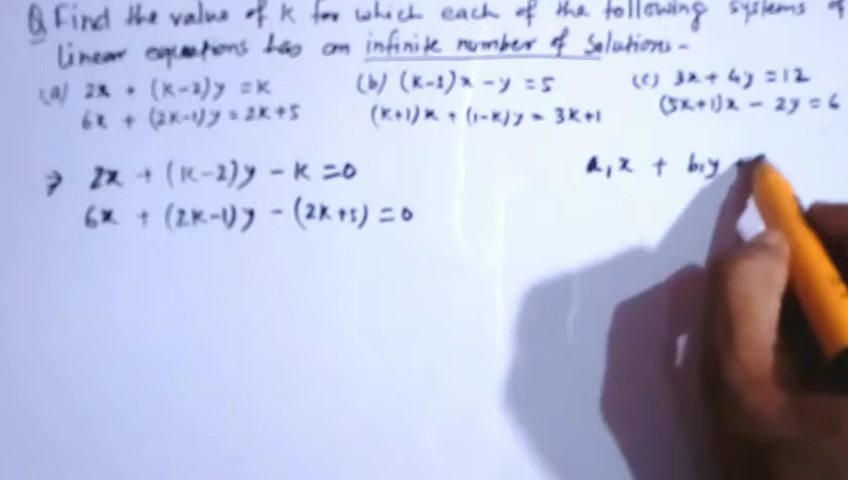 Q Find the value of k for which each of the following systems of
linear equations has an infinite number of solutions -
(a) 2x + (k-2)y = k (b) (k-1)x - y = 5 (c) 3x + 4y = 12
6x + (2k-1)y = 2k+5 (k+1)x + (1-k)y = 3k+1 (5k+1)x - 2y = 6
⇒ 2x + (k-2)y - k = 0 a₁x + b₁y +
6x + (2k-1)y - (2k+5) = 0